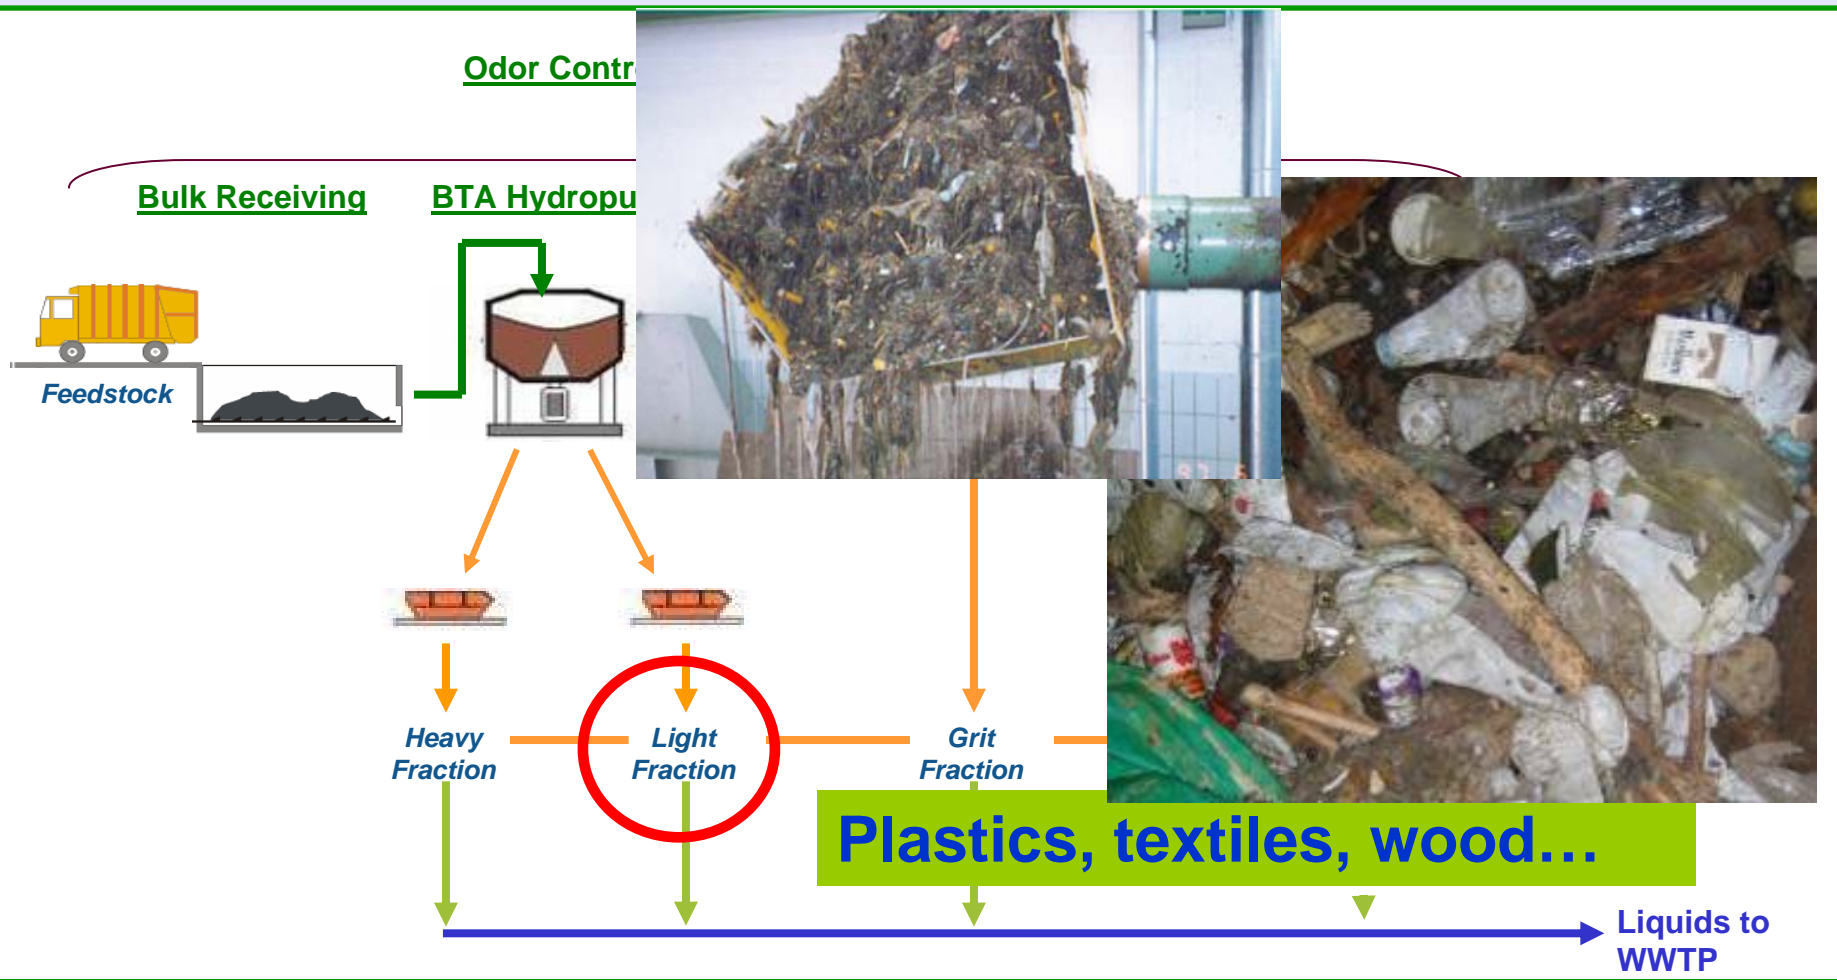 Odor Contr
Bulk Receiving
BTA Hydropu
Feedstock
Heavy
Fraction
Light
Fraction
Grit
Fraction
Plastics, textiles, wood…
Liquids to
WWTP